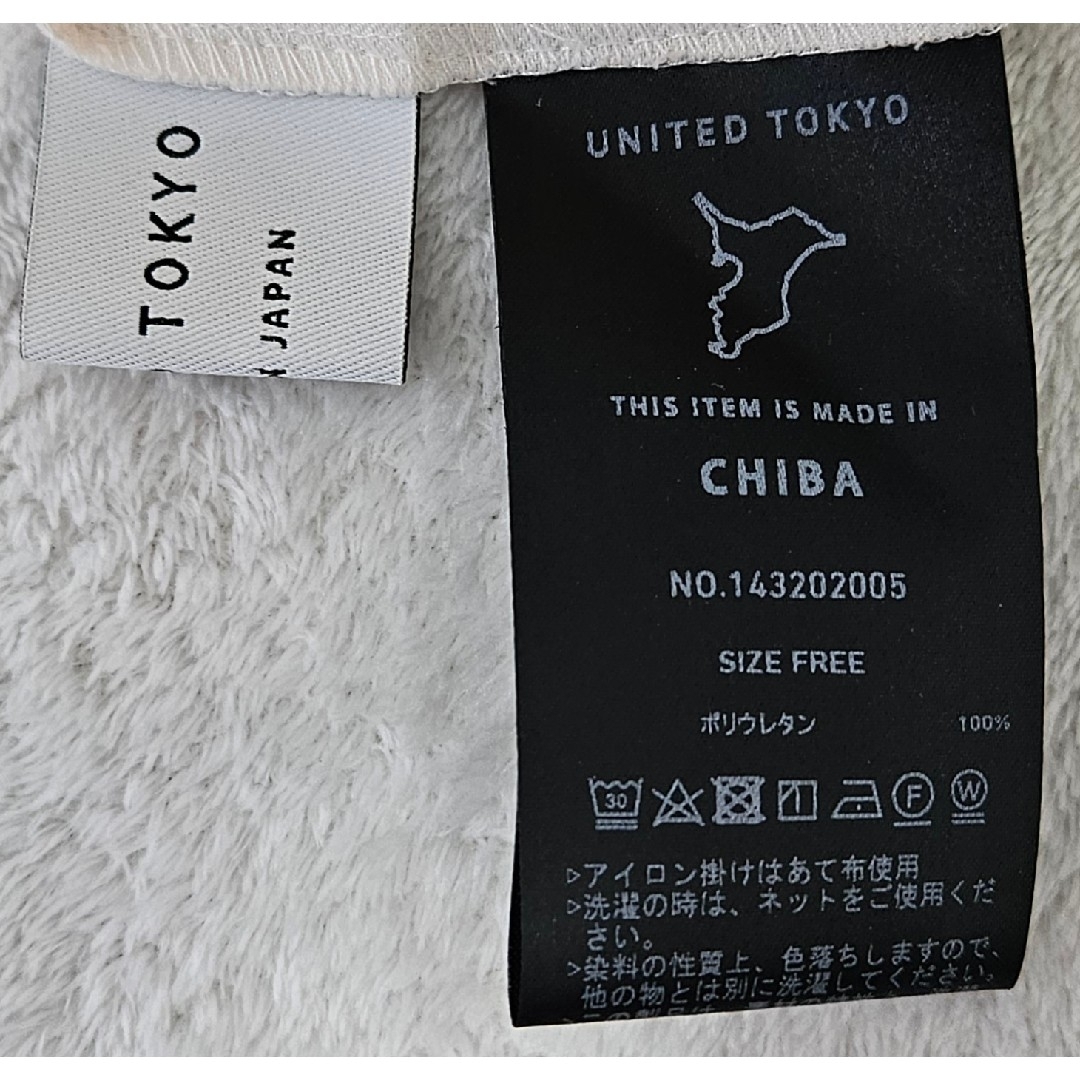 TOKYO
JAPAN
UNITED TOKYO
THIS ITEM IS MADE IN
CHIBA
NO.143202005
SIZE FREE
ポリウレタン 100%
30 F W
▷アイロン掛けはあて布使用
▷洗濯の時は、ネットをご使用くだ
さい。
▷染料の性質上、色落ちしますので、
他の物とは別に洗濯してください。